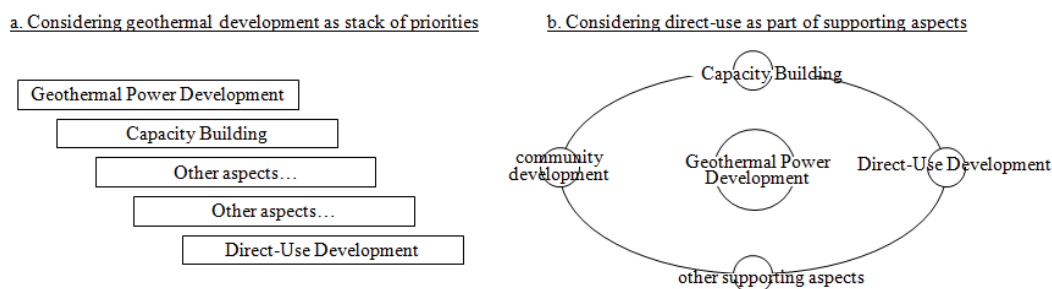 a. Considering geothermal development as stack of priorities
Geothermal Power Development
Capacity Building
Other aspects…
Other aspects…
Direct-Use Development
b. Considering direct-use as part of supporting aspects
Capacity Building
community
development
Geothermal Power
Development
Direct-Use Development
other supporting aspects